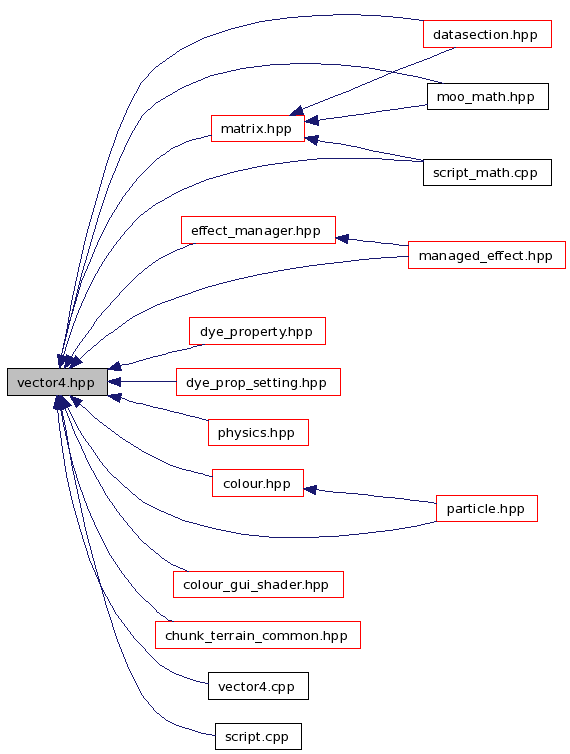 datasection.hpp
moo_math.hpp
matrix.hpp
script_math.cpp
effect_manager.hpp
managed_effect.hpp
dye_property.hpp
vector4.hpp
dye_prop_setting.hpp
physics.hpp
colour.hpp
particle.hpp
colour_gui_shader.hpp
chunk_terrain_common.hpp
vector4.cpp
script.cpp